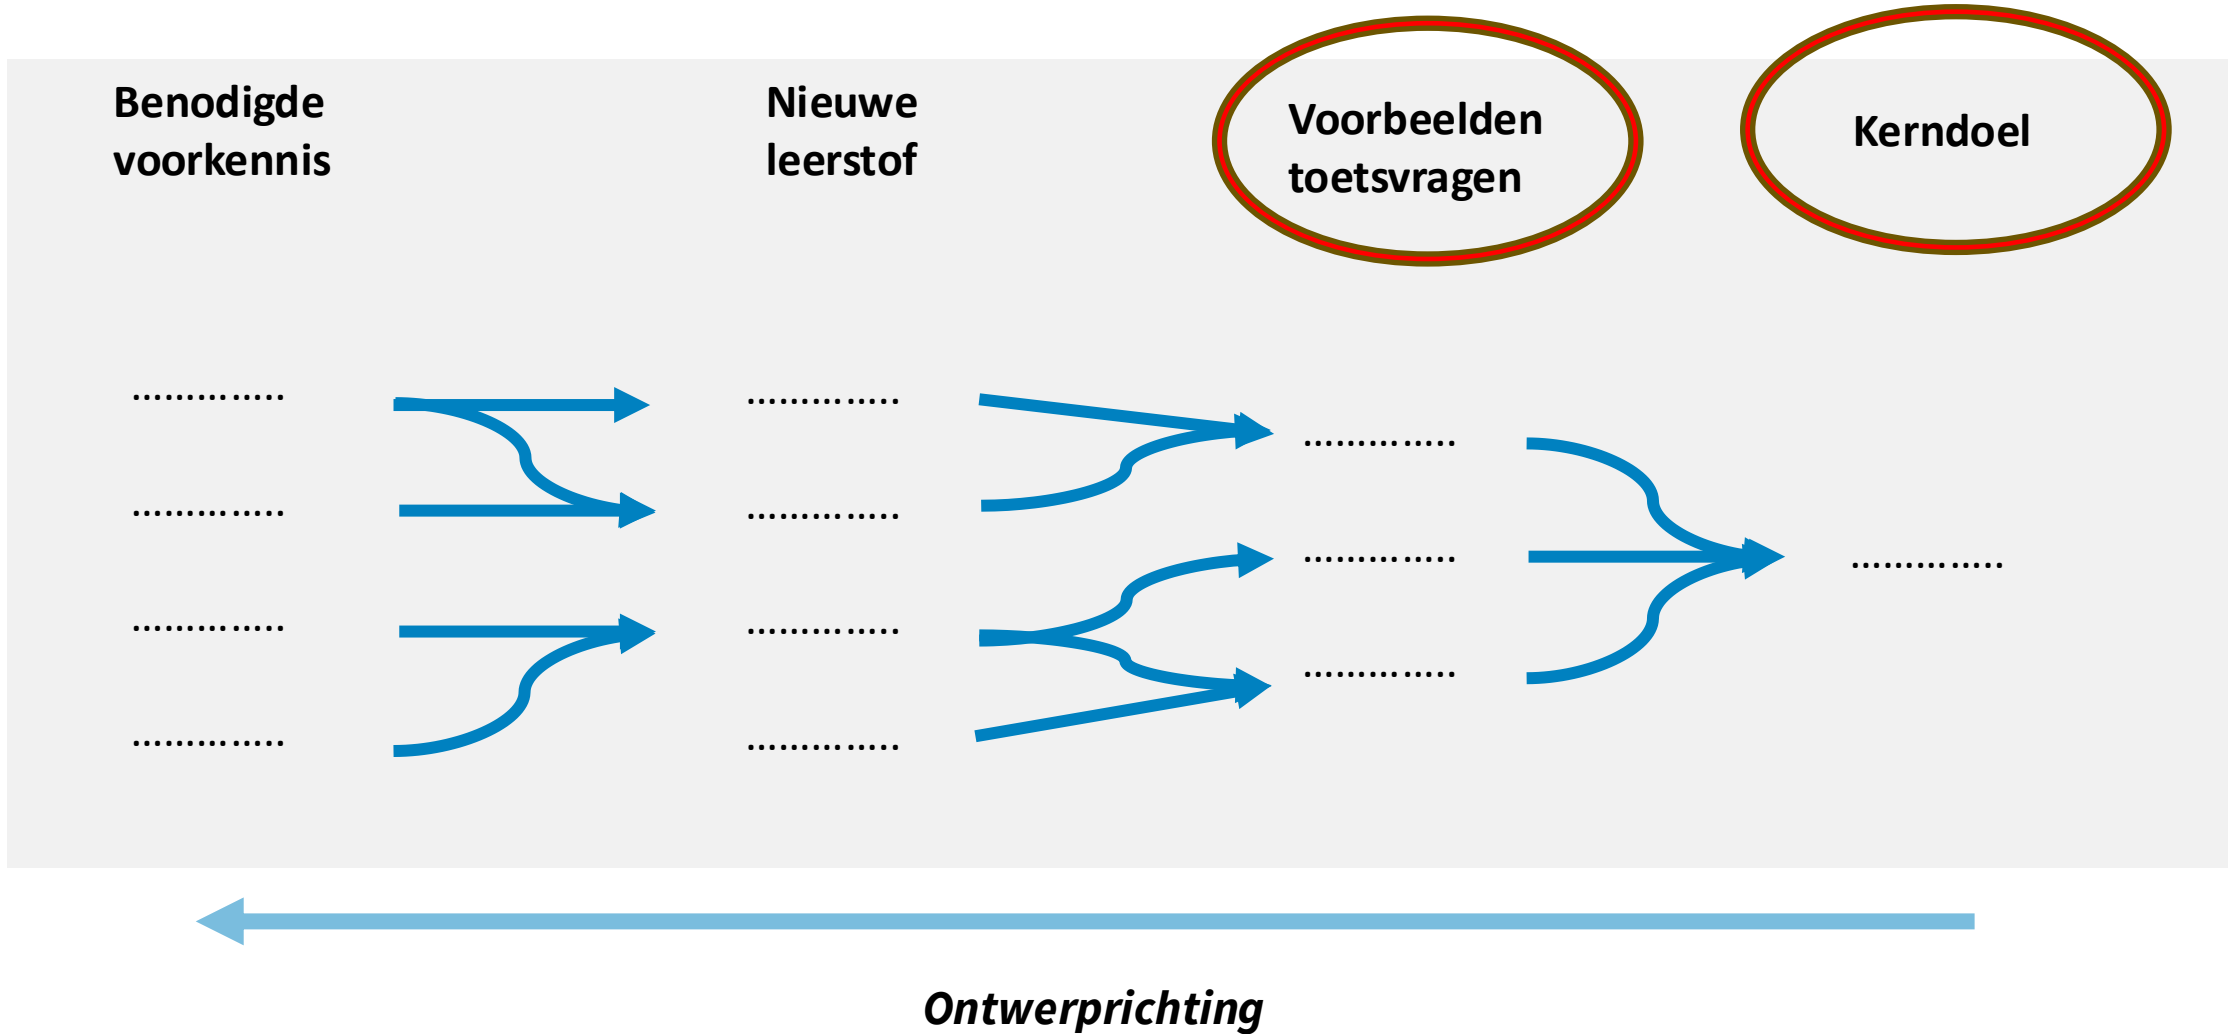 Benodigde
voorkennis
Nieuwe
leerstof
Voorbeelden
toetsvragen
Kerndoel
…………..
…………..
…………..
…………..
…………..
…………..
…………..
…………..
…………..
…………..
…………..
…………..
Ontwerprichting